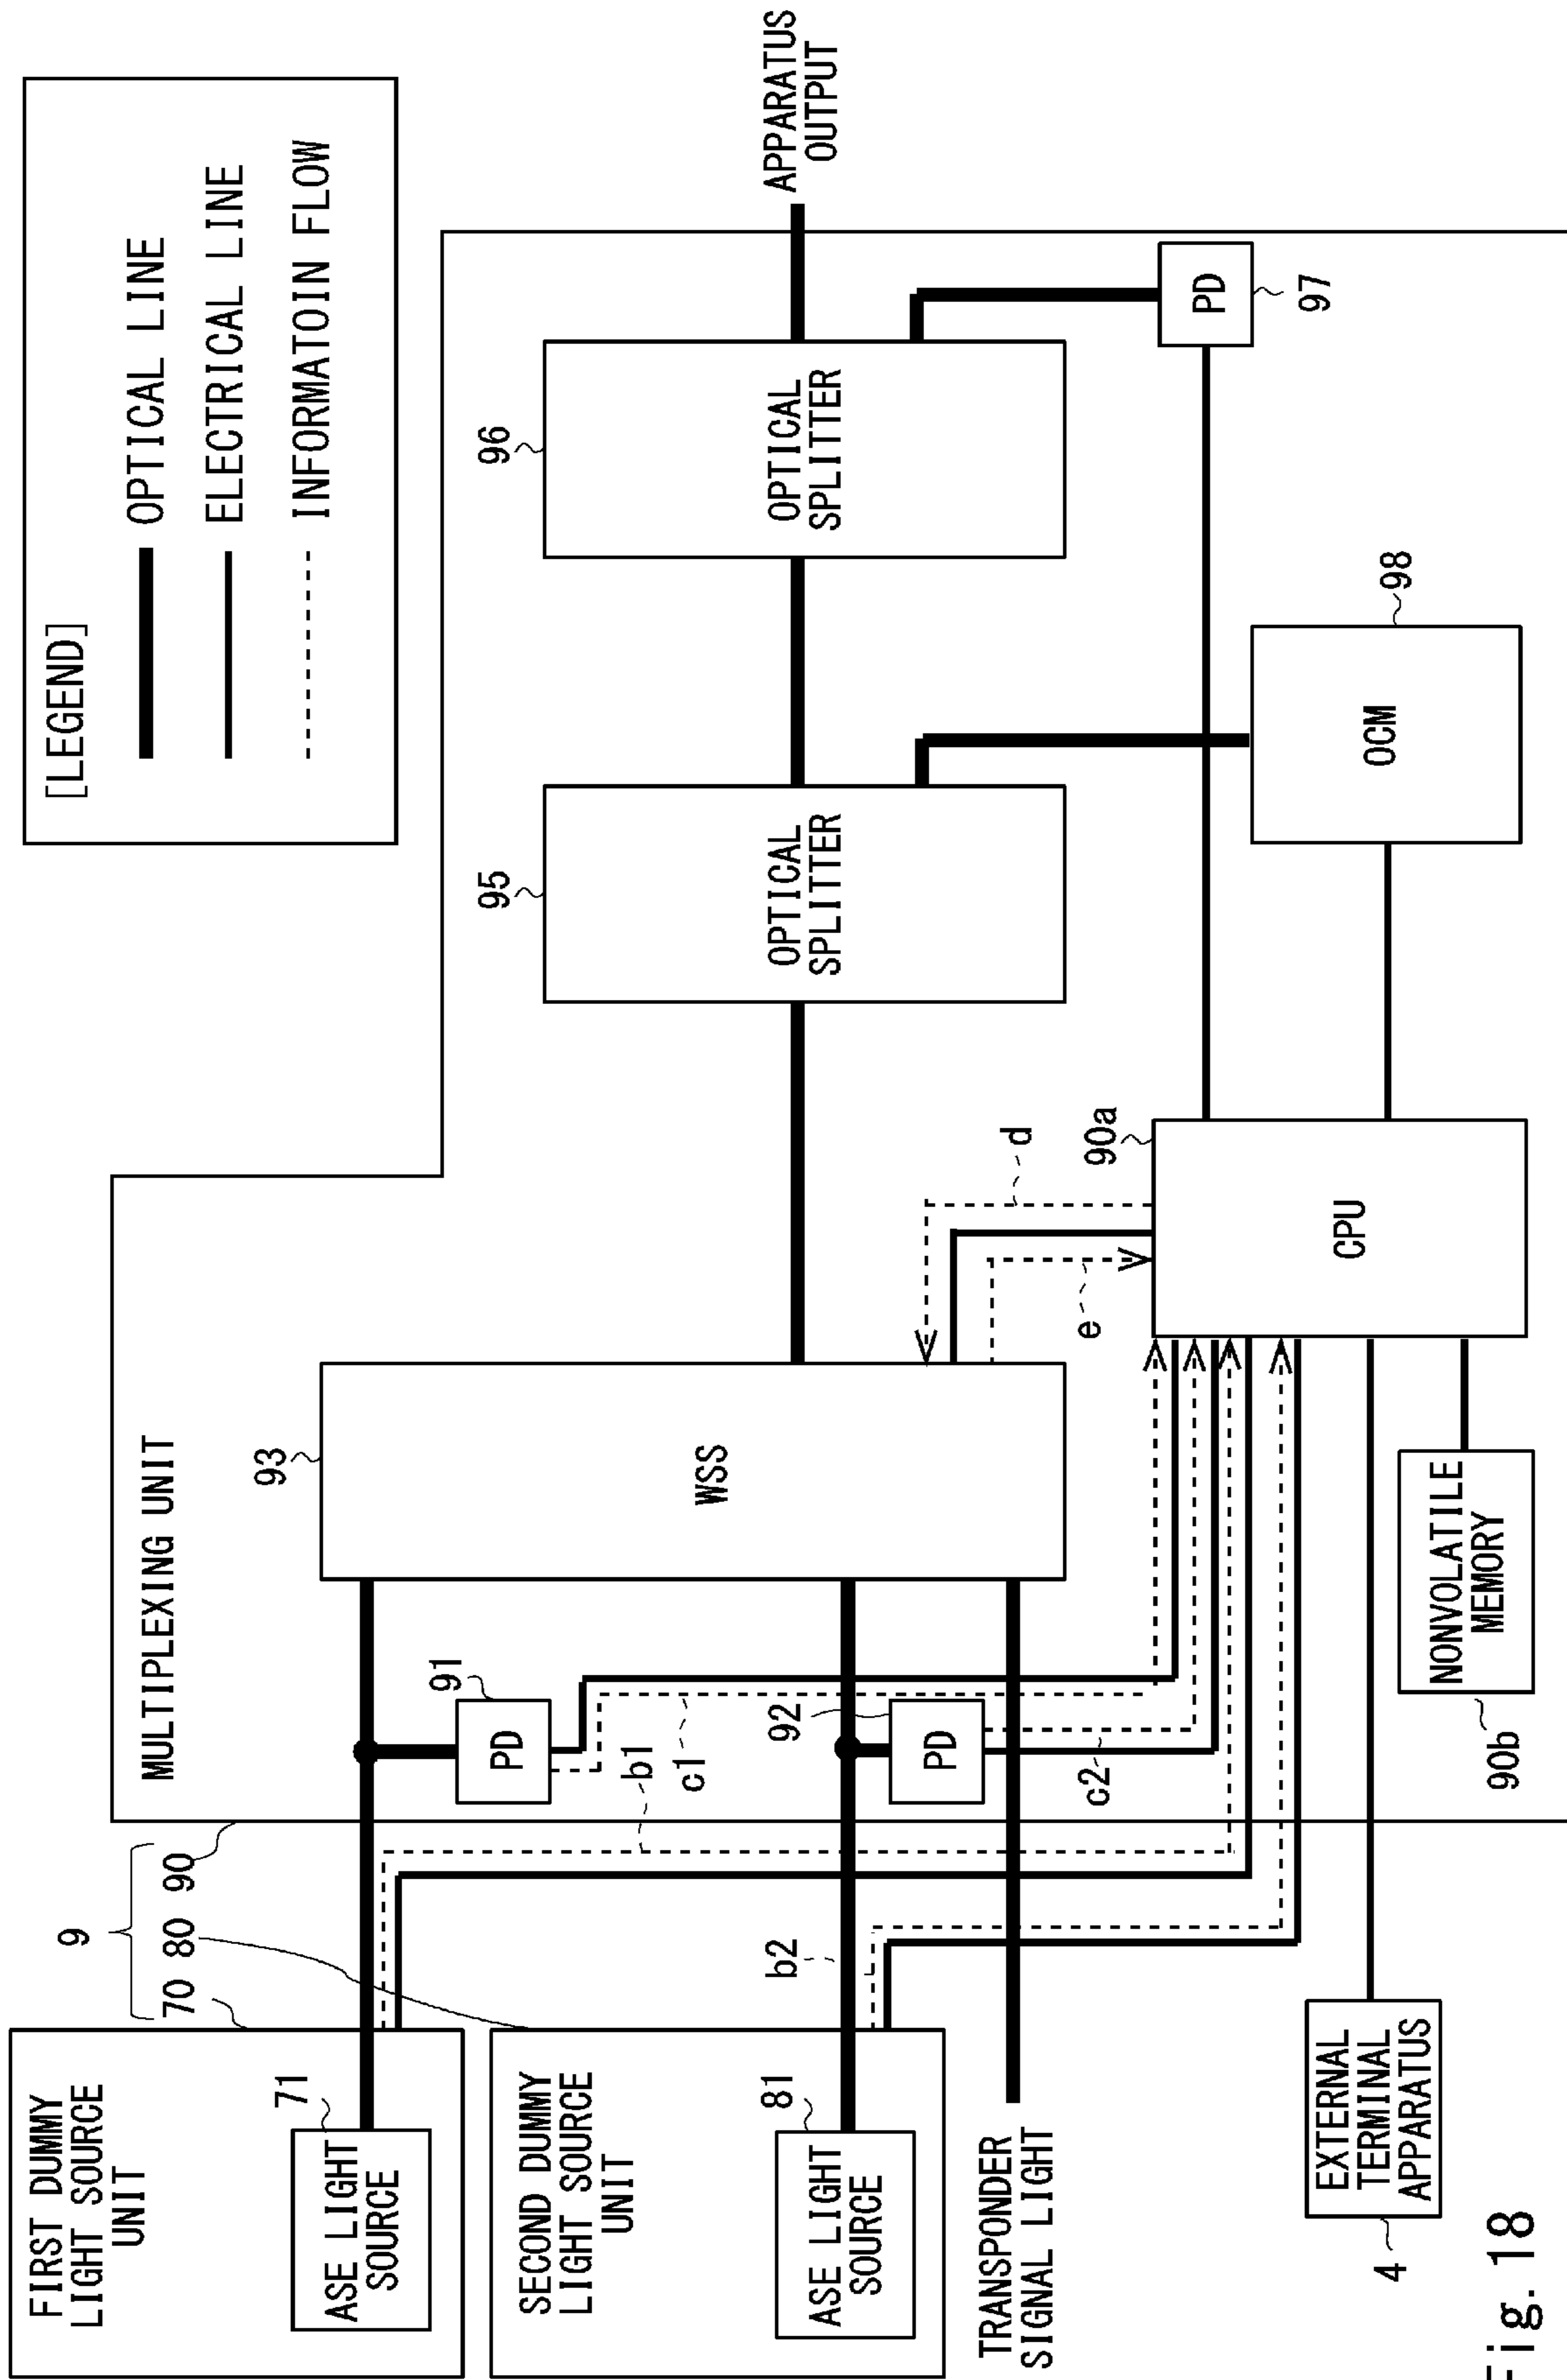 [LEGEND]
OPTICAL LINE
ELECTRICAL LINE
INFORMATOIN FLOW
9
70 80 90
FIRST DUMMY
LIGHT SOURCE
UNIT
71
ASE LIGHT
SOURCE
SECOND DUMMY
LIGHT SOURCE
UNIT
81
ASE LIGHT
SOURCE
TRANSPONDER
SIGNAL LIGHT
EXTERNAL
TERMINAL
APPARATUS
4
MULTIPLEXING UNIT
91
PD
92
PD
b1
c1
b2
c2
93
WSS
d
e
90a
CPU
NONVOLATILE
MEMORY
90b
95
OPTICAL
SPLITTER
96
OPTICAL
SPLITTER
APPARATUS
OUTPUT
PD
97
98
OCM
Fig. 18